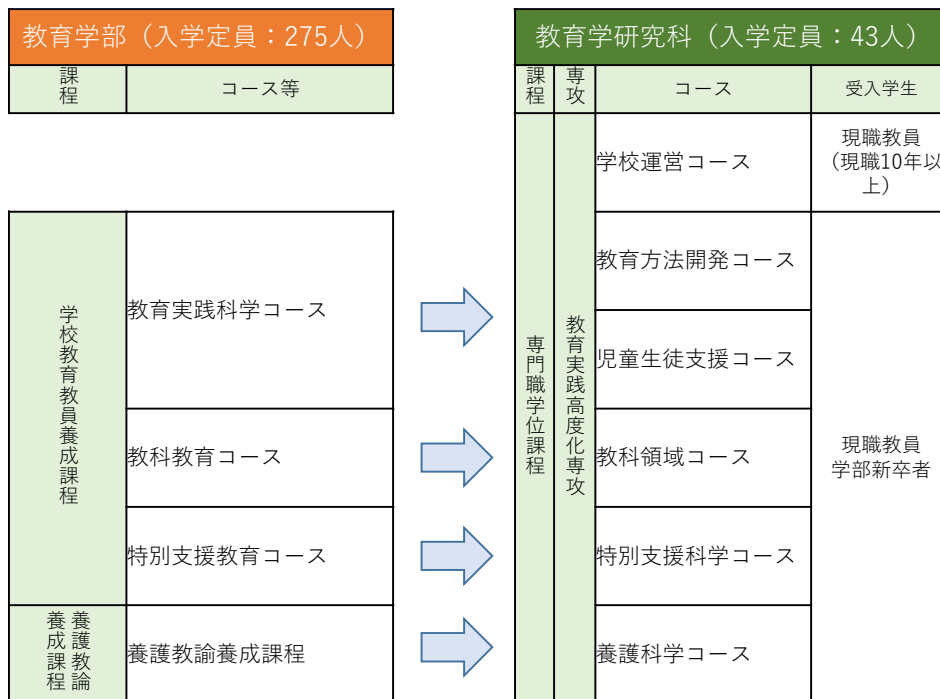 教育学部（入学定員：275人）
課程
コース等
学校教育教員養成課程
教育実践科学コース
教科教育コース
特別支援教育コース
養護教諭
養成課程
養護教諭養成課程
教育学研究科（入学定員：43人）
課程
専攻
コース
受入学生
専門職学位課程
教育実践高度化専攻
学校運営コース
現職教員
（現職10年以
上）
教育方法開発コース
児童生徒支援コース
教科領域コース
特別支援科学コース
養護科学コース
現職教員
学部新卒者